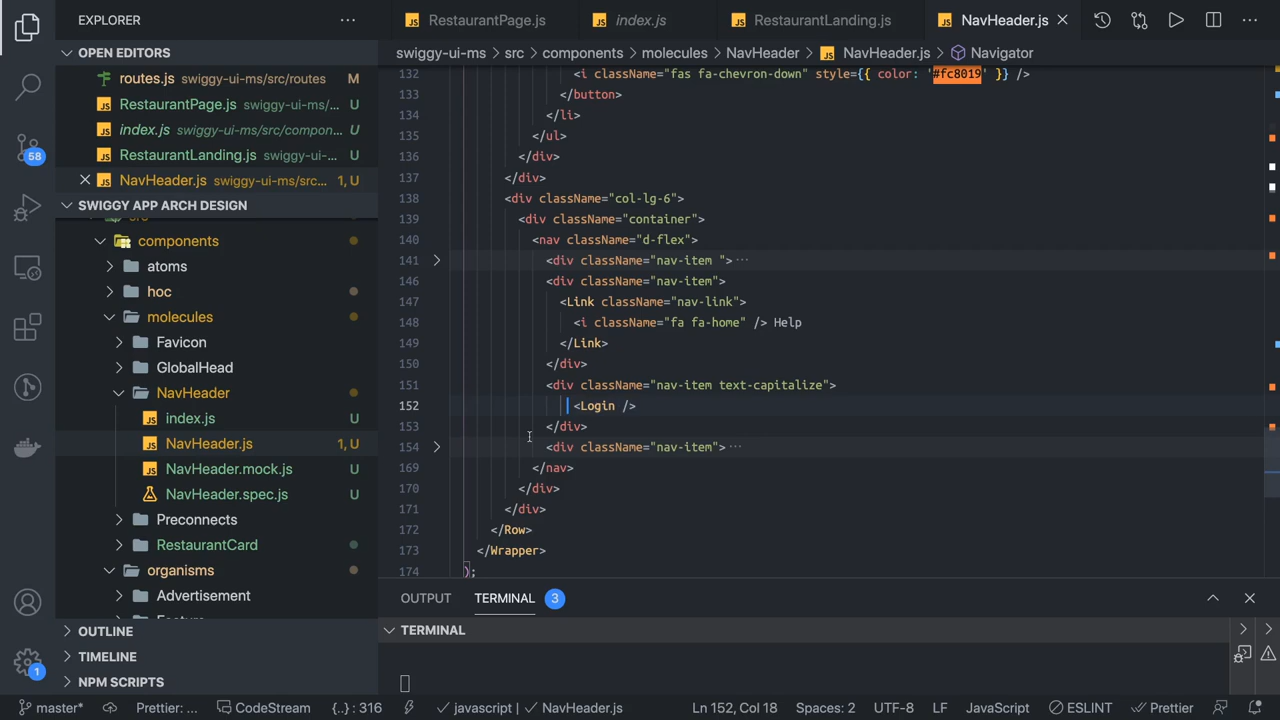 EXPLORER
OPEN EDITORS
routes.js swiggy-ui-ms/src/routes M
RestaurantPage.js swiggy-ui-ms/... U
index.js swiggy-ui-ms/src/compon... U
RestaurantLanding.js swiggy-ui-... U
NavHeader.js swiggy-ui-ms/src... 1, U
SWIGGY APP ARCH DESIGN
components
atoms
hoc
molecules
Favicon
GlobalHead
NavHeader
index.js U
NavHeader.js 1, U
NavHeader.mock.js U
NavHeader.spec.js U
Preconnects
RestaurantCard
organisms
Advertisement
OUTLINE
TIMELINE
NPM SCRIPTS
58
1
RestaurantPage.js index.js RestaurantLanding.js NavHeader.js
swiggy-ui-ms > src > components > molecules > NavHeader > NavHeader.js > Navigator
132 <i className="fas fa-chevron-down" style={{ color: '#fc8019' }} />
133 </button>
134 </li>
135 </ul>
136 </div>
137 </div>
138 <div className="col-lg-6">
139 <div className="container">
140 <nav className="d-flex">
141 <div className="nav-item ">...
146 <div className="nav-item">
147 <Link className="nav-link">
148 <i className="fa fa-home" /> Help
149 </Link>
150 </div>
151 <div className="nav-item text-capitalize">
152 <Login />
153 </div>
154 <div className="nav-item">...
169 </nav>
170 </div>
171 </div>
172 </Row>
173 </Wrapper>
174 );
OUTPUT TERMINAL 3
TERMINAL
master* Prettier: ... CodeStream {..} : 316 javascript | NavHeader.js Ln 152, Col 18 Spaces: 2 UTF-8 LF JavaScript ESLINT Prettier